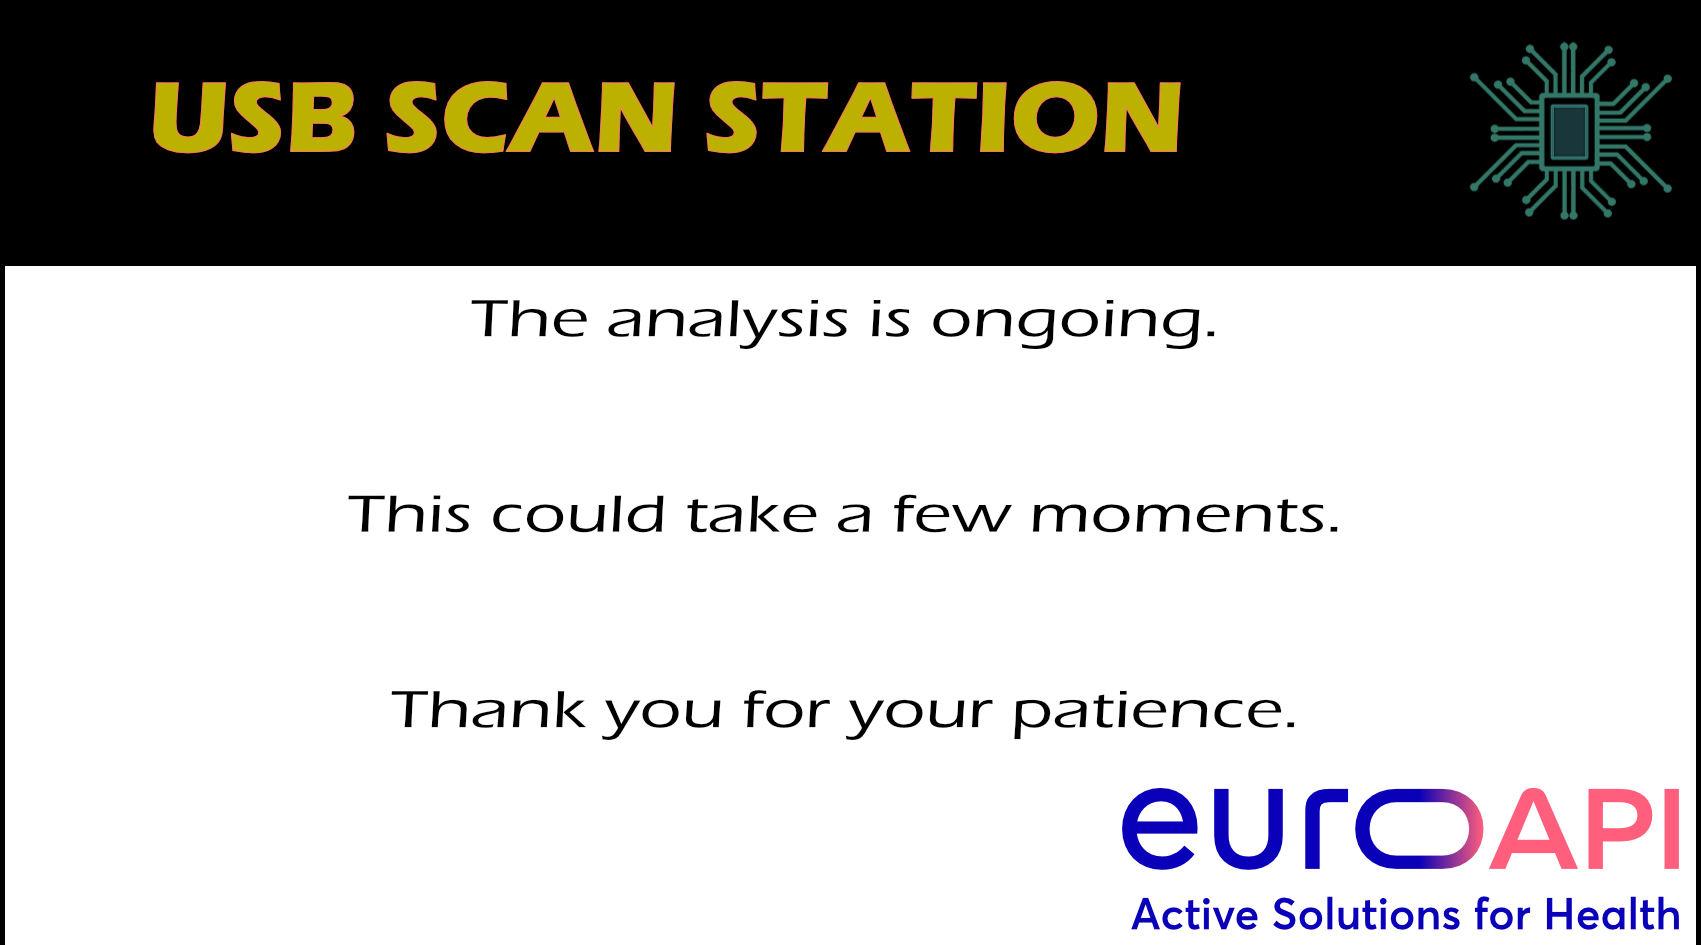 USB SCAN STATION
The analysis is ongoing.
This could take a few moments.
Thank you for your patience.
euroAPI
Active Solutions for Health